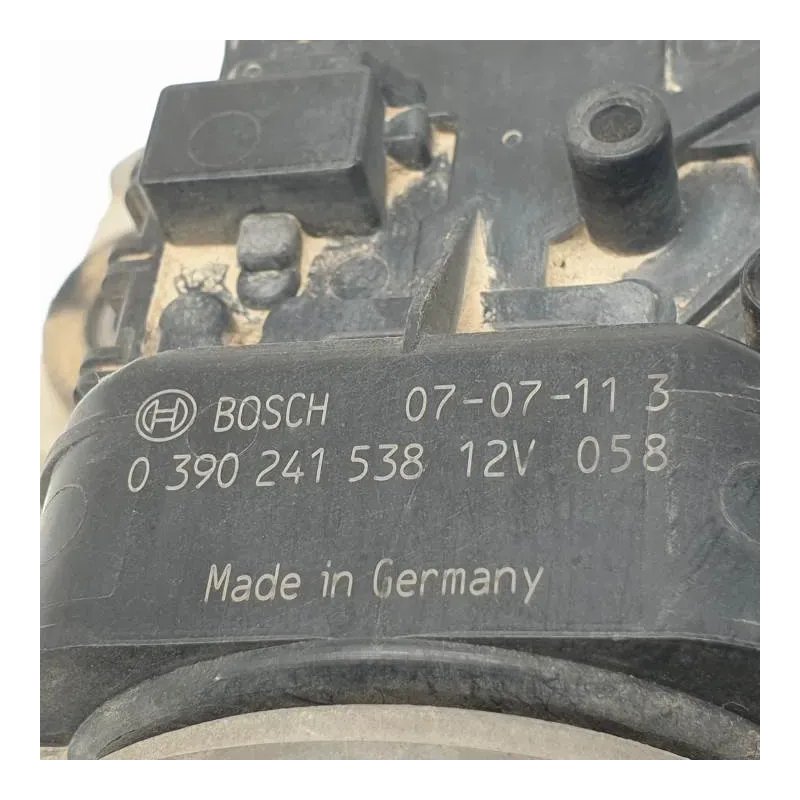 BOSCH 07-07-11 3
0 390 241 538 12V 058
Made in Germany